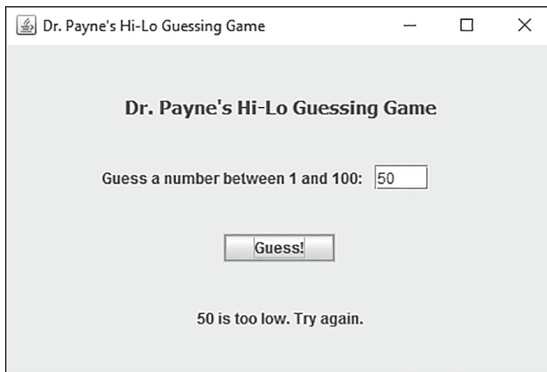 Dr. Payne's Hi-Lo Guessing Game
Dr. Payne's Hi-Lo Guessing Game
Guess a number between 1 and 100: 50
Guess!
50 is too low. Try again.